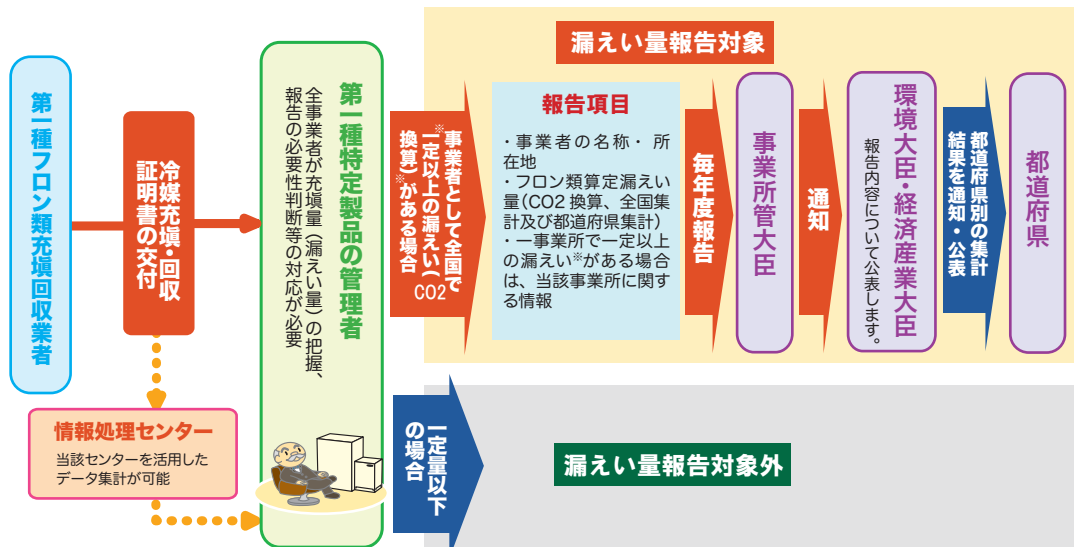 第一種フロン類充塡回収業者
冷媒充塡・回収
証明書の交付
情報処理センター
当該センターを活用した
データ集計が可能
第一種特定製品の管理者
全事業者が充塡量（漏えい量）の把握、
報告の必要性判断等の対応が必要
漏えい量報告対象
事業者として全国で
一定以上の漏えい※(CO2
換算)※がある場合
報告項目
・事業者の名称・ 所
在地
・フロン類算定漏えい
量(CO2 換算、全国集
計及び都道府県集計)
・一事業所で一定以上
の漏えい※がある場合
は、当該事業所に関す
る情報
毎年度報告
事業所管大臣
通知
環境大臣・経済産業大臣
報告内容について公表します。
都道府県別の集計
結果を通知・公表
都道府県
一定量以下
の場合
漏えい量報告対象外